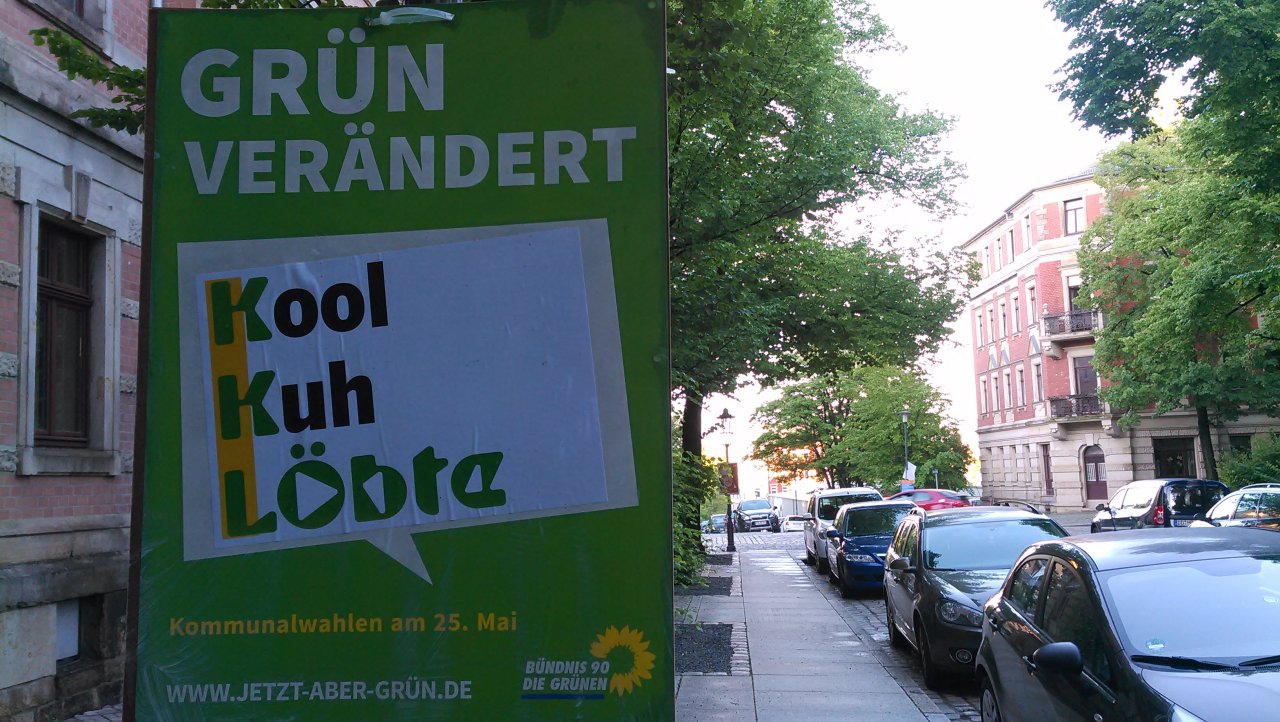 GRÜN
VERÄNDERT
Kool
Kuh
LÖbte
Kommunalwahlen am 25. Mai
BÜNDNIS 90
DIE GRÜNEN
WWW.JETZT-ABER-GRÜN.DE